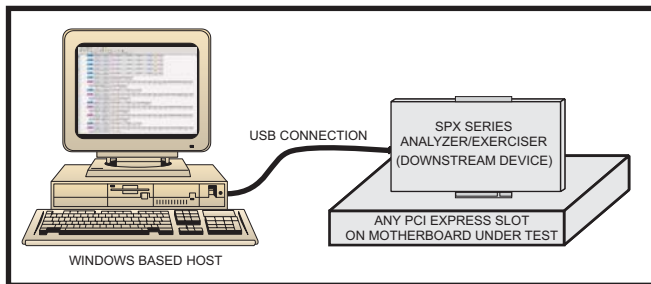 USB CONNECTION
SPX SERIES
ANALYZER/EXERCISER
(DOWNSTREAM DEVICE)
ANY PCI EXPRESS SLOT
ON MOTHERBOARD UNDER TEST
WINDOWS BASED HOST